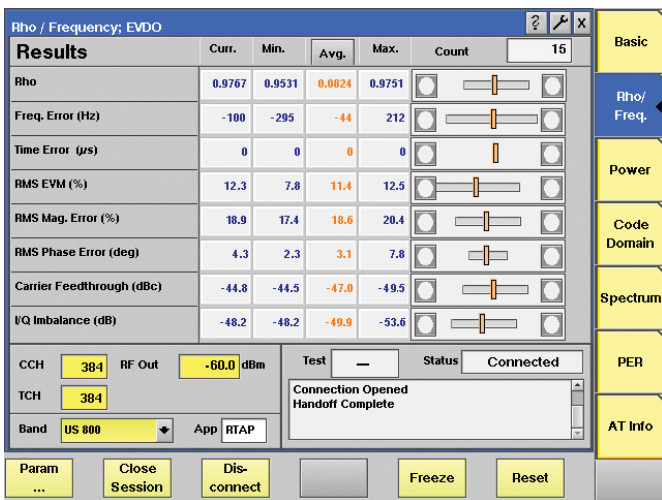 Rho / Frequency; EVDO ? x
Results Curr. Min. Avg. Max. Count 15
Rho 0.9767 0.9531 0.0824 0.9751
Freq. Error (Hz) -100 -295 -44 212
Time Error (µs) 0 0 0 0
RMS EVM (%) 12.3 7.8 11.4 12.5
RMS Mag. Error (%) 18.9 17.4 18.6 20.4
RMS Phase Error (deg) 4.3 2.3 3.1 7.8
Carrier Feedthrough (dBc) -44.8 -44.5 -47.0 -49.5
I/Q Imbalance (dB) -48.2 -48.2 -49.9 -53.6
CCH 384 RF Out -60.0 dBm Test — Status Connected
TCH 384
Connection Opened
Handoff Complete
Band US 800 App RTAP
Param
...
Close
Session
Dis-
connect
Freeze
Reset
Basic
Rho/
Freq.
Power
Code
Domain
Spectrum
PER
AT Info